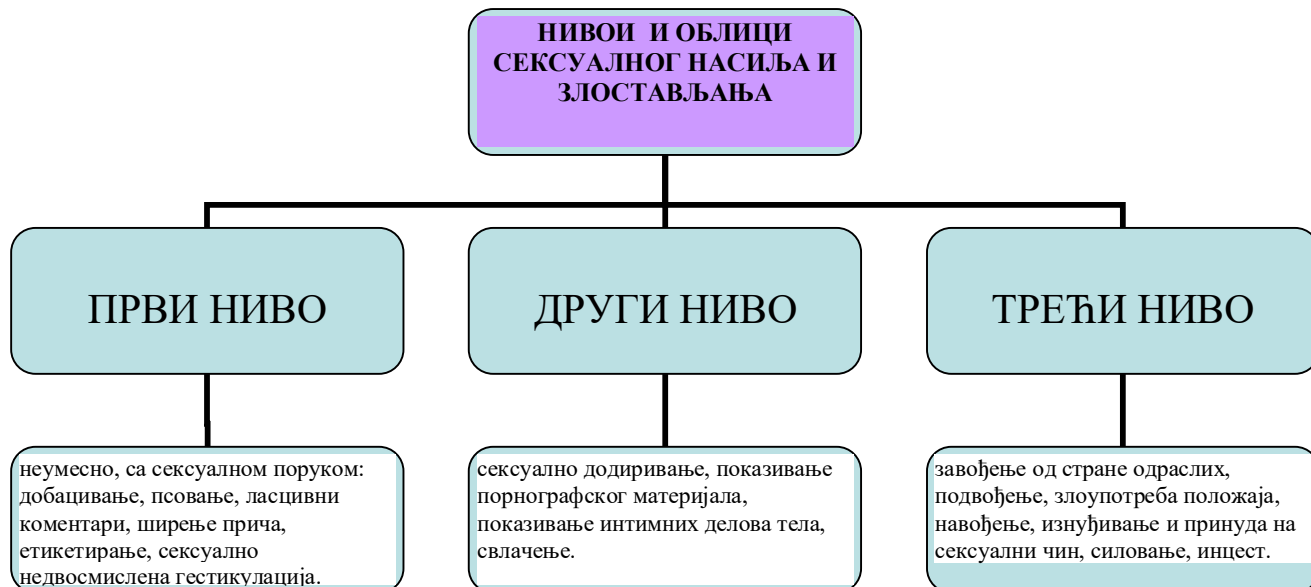 НИВОИ И ОБЛИЦИ
СЕКСУАЛНОГ НАСИЉА И
ЗЛОСТАВЉАЊА
ПРВИ НИВО
ДРУГИ НИВО
ТРЕЋИ НИВО
неумесно, са сексуалном поруком:
добацивање, псовање, ласцивни
коментари, ширење прича,
етикетирање, сексуално
недвосмислена гестикулација.
сексуално додиривање, показивање
порнографског материјала,
показивање интимних делова тела,
свлачење.
завођење од стране одраслих,
подвођење, злоупотреба положаја,
навођење, изнуђивање и принуда на
сексуални чин, силовање, инцест.